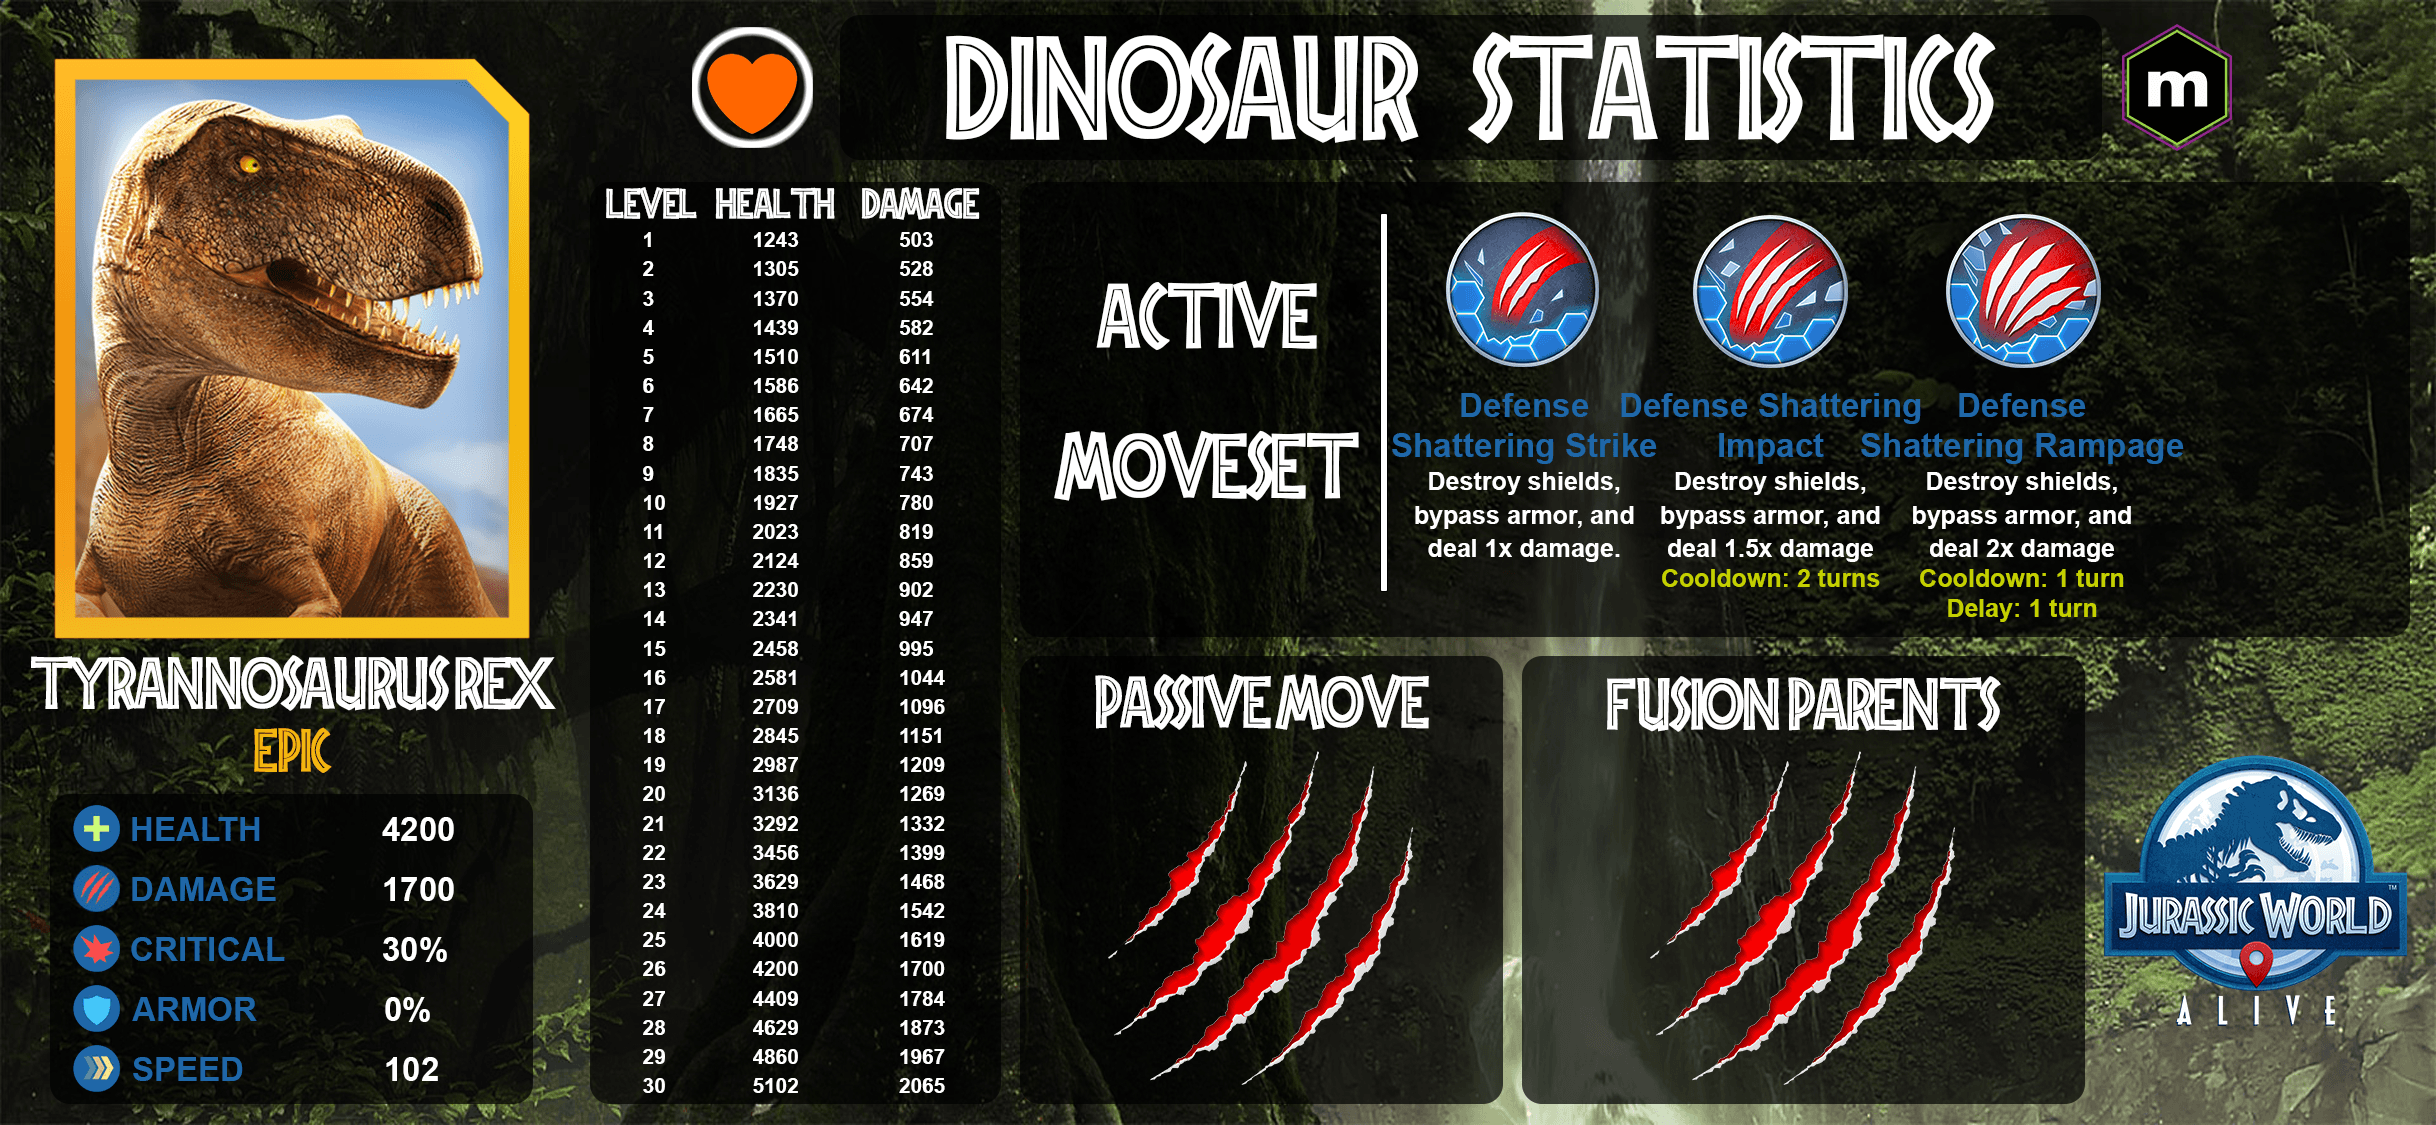 DINOSAUR STATISTICS
m
TYRANNOSAURUS REX
EPIC
HEALTH 4200
DAMAGE 1700
CRITICAL 30%
ARMOR 0%
SPEED 102
LEVEL HEALTH DAMAGE
1 1243 503
2 1305 528
3 1370 554
4 1439 582
5 1510 611
6 1586 642
7 1665 674
8 1748 707
9 1835 743
10 1927 780
11 2023 819
12 2124 859
13 2230 902
14 2341 947
15 2458 995
16 2581 1044
17 2709 1096
18 2845 1151
19 2987 1209
20 3136 1269
21 3292 1332
22 3456 1399
23 3629 1468
24 3810 1542
25 4000 1619
26 4200 1700
27 4409 1784
28 4629 1873
29 4860 1967
30 5102 2065
ACTIVE
MOVESET
Defense
Shattering Strike
Destroy shields,
bypass armor, and
deal 1x damage.
Defense Shattering
Impact
Destroy shields,
bypass armor, and
deal 1.5x damage
Cooldown: 2 turns
Defense
Shattering Rampage
Destroy shields,
bypass armor, and
deal 2x damage
Cooldown: 1 turn
Delay: 1 turn
PASSIVE MOVE
FUSION PARENTS
JURASSIC WORLD™
ALIVE